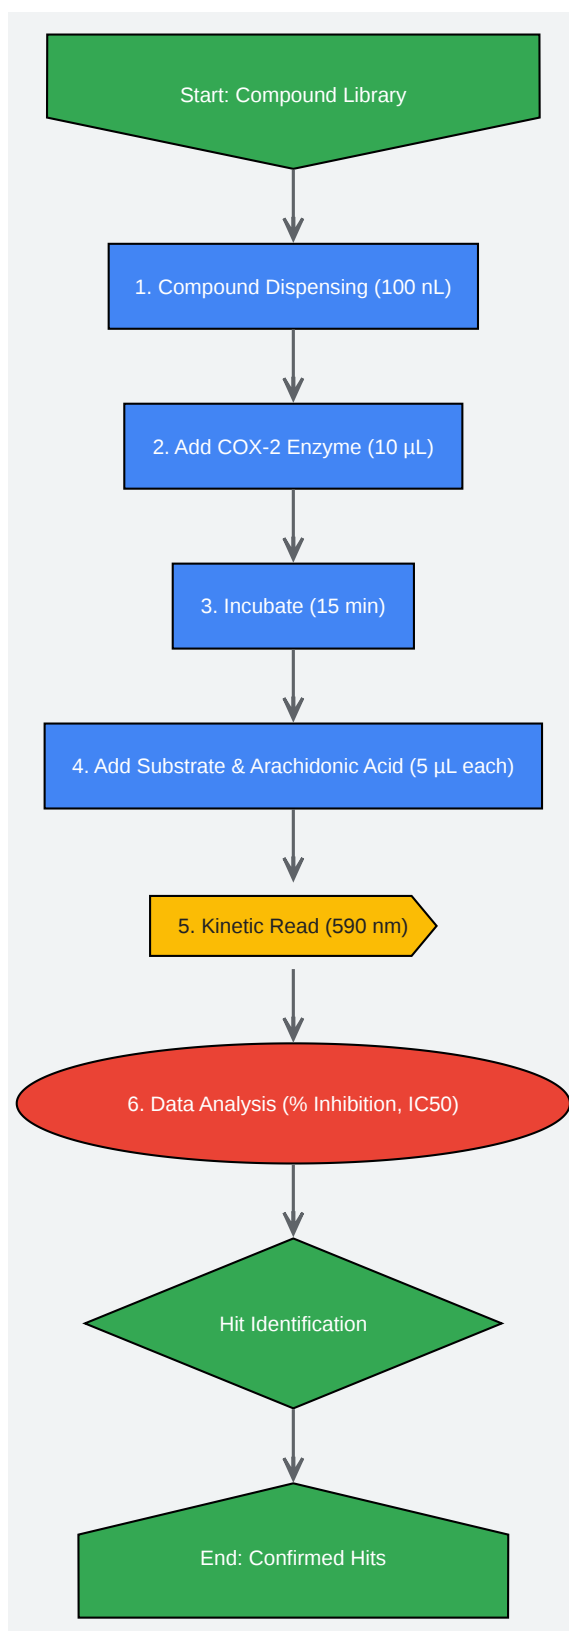 Start: Compound Library
1. Compound Dispensing (100 nL)
2. Add COX-2 Enzyme (10 µL)
3. Incubate (15 min)
4. Add Substrate & Arachidonic Acid (5 µL each)
5. Kinetic Read (590 nm)
6. Data Analysis (% Inhibition, IC50)
Hit Identification
End: Confirmed Hits